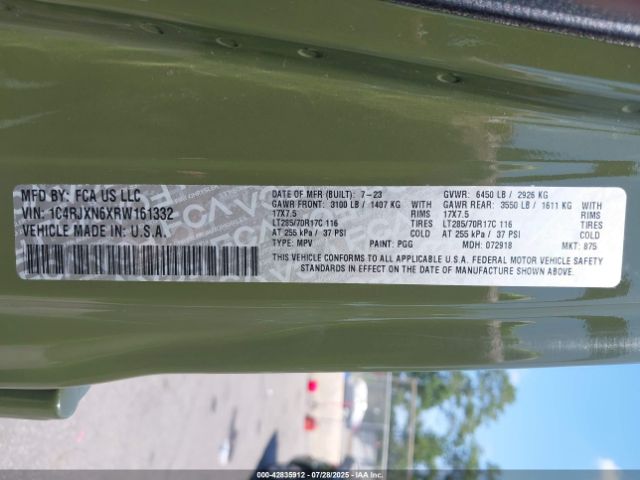 MFD BY: FCA US LLC
VIN: 1C4RJXN6XRW161332
VEHICLE MADE IN: U.S.A.
DATE OF MFR (BUILT): 7-23 GVWR: 6450 LB / 2926 KG
GAWR FRONT: 3100 LB / 1407 KG WITH GAWR REAR: 3550 LB / 1611 KG WITH
17X7.5 RIMS 17X7.5 RIMS
LT285/70R17C 116 TIRES LT285/70R17C 116 TIRES
AT 255 kPa / 37 PSI COLD AT 255 kPa / 37 PSI COLD
TYPE: MPV PAINT: PGG MDH: 072918 MKT: 875
THIS VEHICLE CONFORMS TO ALL APPLICABLE U.S.A. FEDERAL MOTOR VEHICLE SAFETY
STANDARDS IN EFFECT ON THE DATE OF MANUFACTURE SHOWN ABOVE.
000-42835912 - 07/28/2025 - IAA Inc.